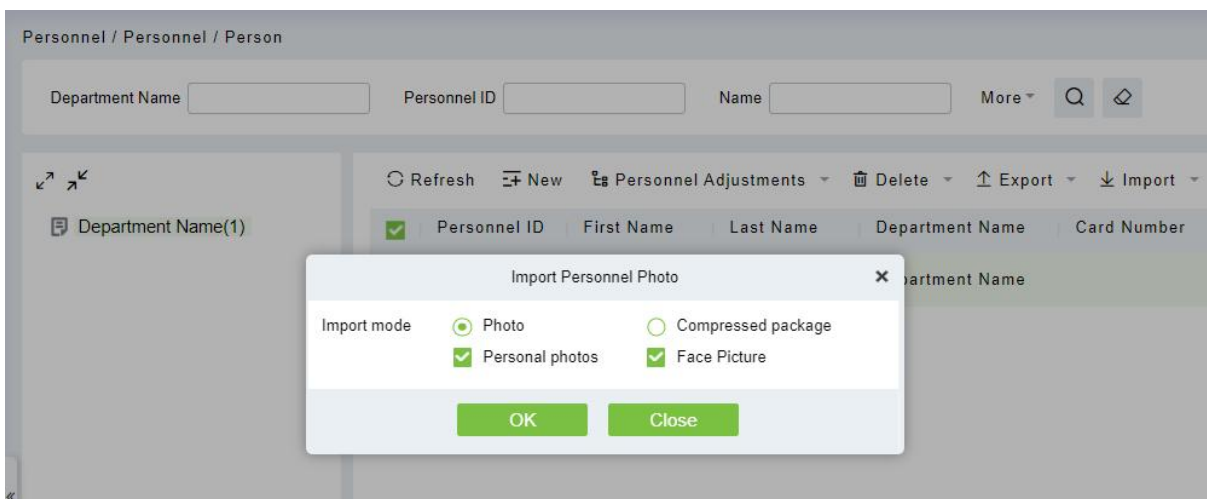 Personnel / Personnel / Person
Department Name Personnel ID Name More
Refresh New Personnel Adjustments Delete Export Import
Department Name(1)
Personnel ID First Name Last Name Department Name Card Number
Import Personnel Photo
partment Name
Import mode Photo Compressed package
Personal photos Face Picture
OK Close